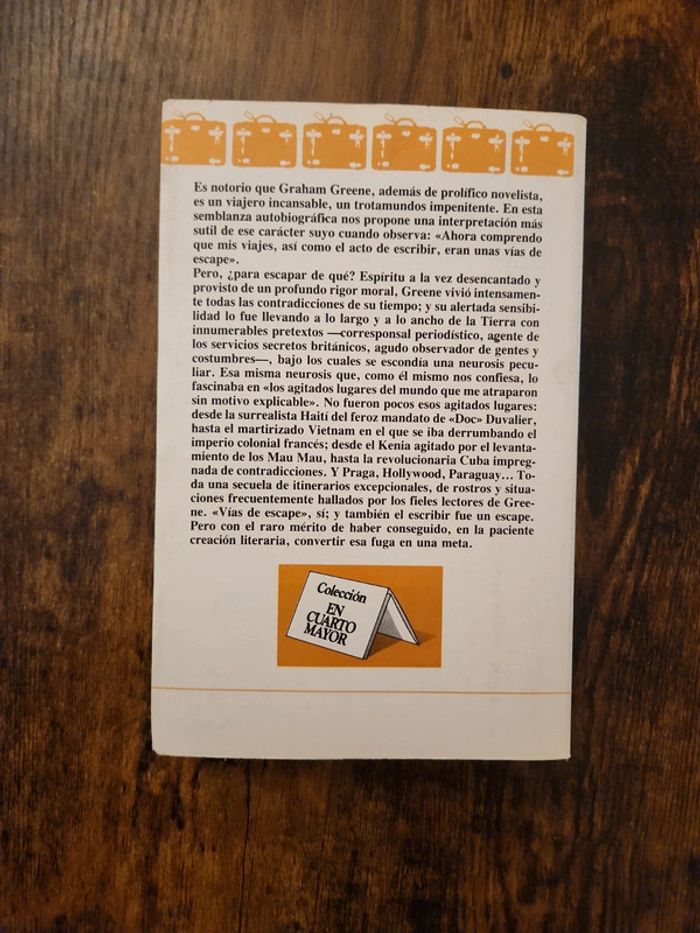 Es notorio que Graham Greene, además de prolífico novelista,
es un viajero incansable, un trotamundos impenitente. En esta
semblanza autobiográfica nos propone una interpretación más
sutil de ese carácter suyo cuando observa: «Ahora comprendo
que mis viajes, así como el acto de escribir, eran unas vías de
escape».
Pero, ¿para escapar de qué? Espíritu a la vez desencantado y
provisto de un profundo rigor moral, Greene vivió intensamen-
te todas las contradicciones de su tiempo; y su alertada sensibi-
lidad lo fue llevando a lo largo y a lo ancho de la Tierra con
innumerables pretextos —corresponsal periodístico, agente de
los servicios secretos británicos, agudo observador de gentes y
costumbres—, bajo los cuales se escondía una neurosis pecu-
liar. Esa misma neurosis que, como él mismo nos confiesa, lo
fascinaba en «los agitados lugares del mundo que me atraparon
sin motivo explicable». No fueron pocos esos agitados lugares:
desde la surrealista Haití del feroz mandato de «Doc» Duvalier,
hasta el martirizado Vietnam en el que se iba derrumbando el
imperio colonial francés; desde el Kenia agitado por el levanta-
miento de los Mau Mau, hasta la revolucionaria Cuba impreg-
nada de contradicciones. Y Praga, Hollywood, Paraguay... To-
da una secuela de itinerarios excepcionales, de rostros y situa-
ciones frecuentemente hallados por los fieles lectores de Gree-
ne. «Vías de escape», sí; y también el escribir fue un escape.
Pero con el raro mérito de haber conseguido, en la paciente
creación literaria, convertir esa fuga en una meta.
Colección
EN
CUARTO
MAYOR